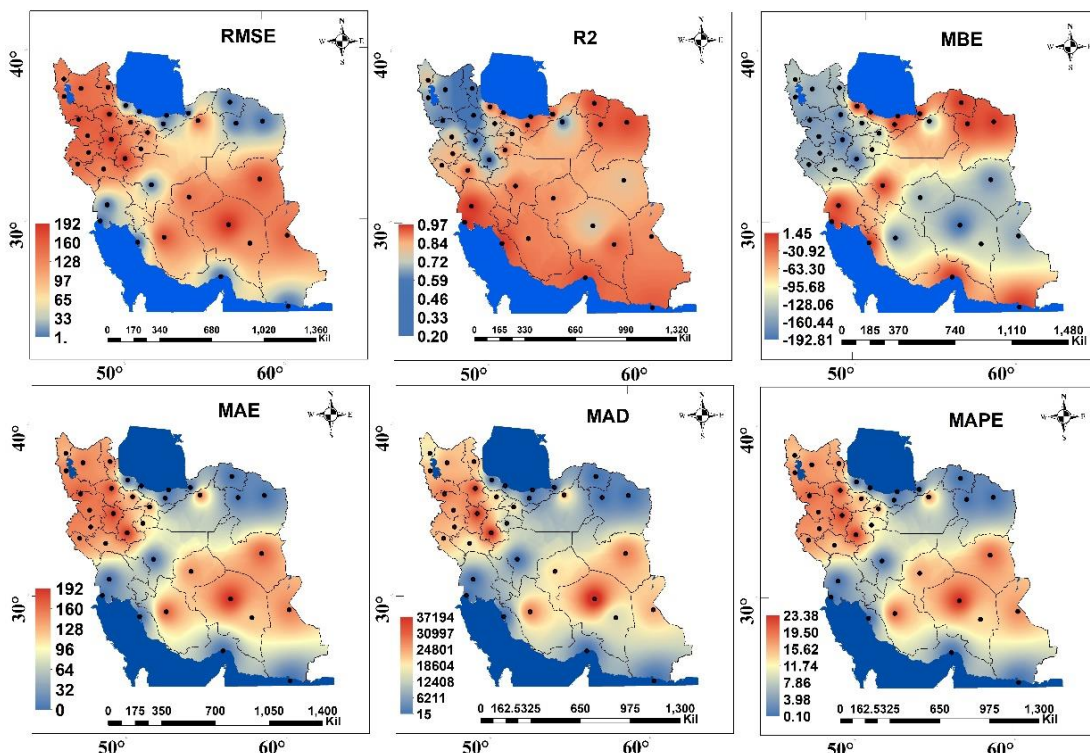 RMSE
N
W E
S
40°
30°
192
160
128
97
65
33
1.
0 170 340 680 1,020 1,360
Kil
50° 60°
R2
N
W E
S
0.97
0.84
0.72
0.59
0.46
0.33
0.20
0 165 330 660 990 1,320
MBE
N
W E
S
40°
30°
1.45
-30.92
-63.30
-95.68
-128.06
-160.44
-192.81
0 185 370 740 1,110 1,480
Kil
50° 60°
MAE
N
W E
S
40°
30°
192
160
128
96
64
32
0
0 175 350 700 1,050 1,400
Kil
50° 60°
MAD
N
W E
S
40°
30°
37194
30997
24801
18604
12408
6211
15
0 162.5325 650 975 1,300
Kil
50° 60°
MAPE
N
W E
S
40°
30°
23.38
19.50
15.62
11.74
7.86
3.98
0.10
0 162.5325 650 975 1,300
Kil
50° 60°